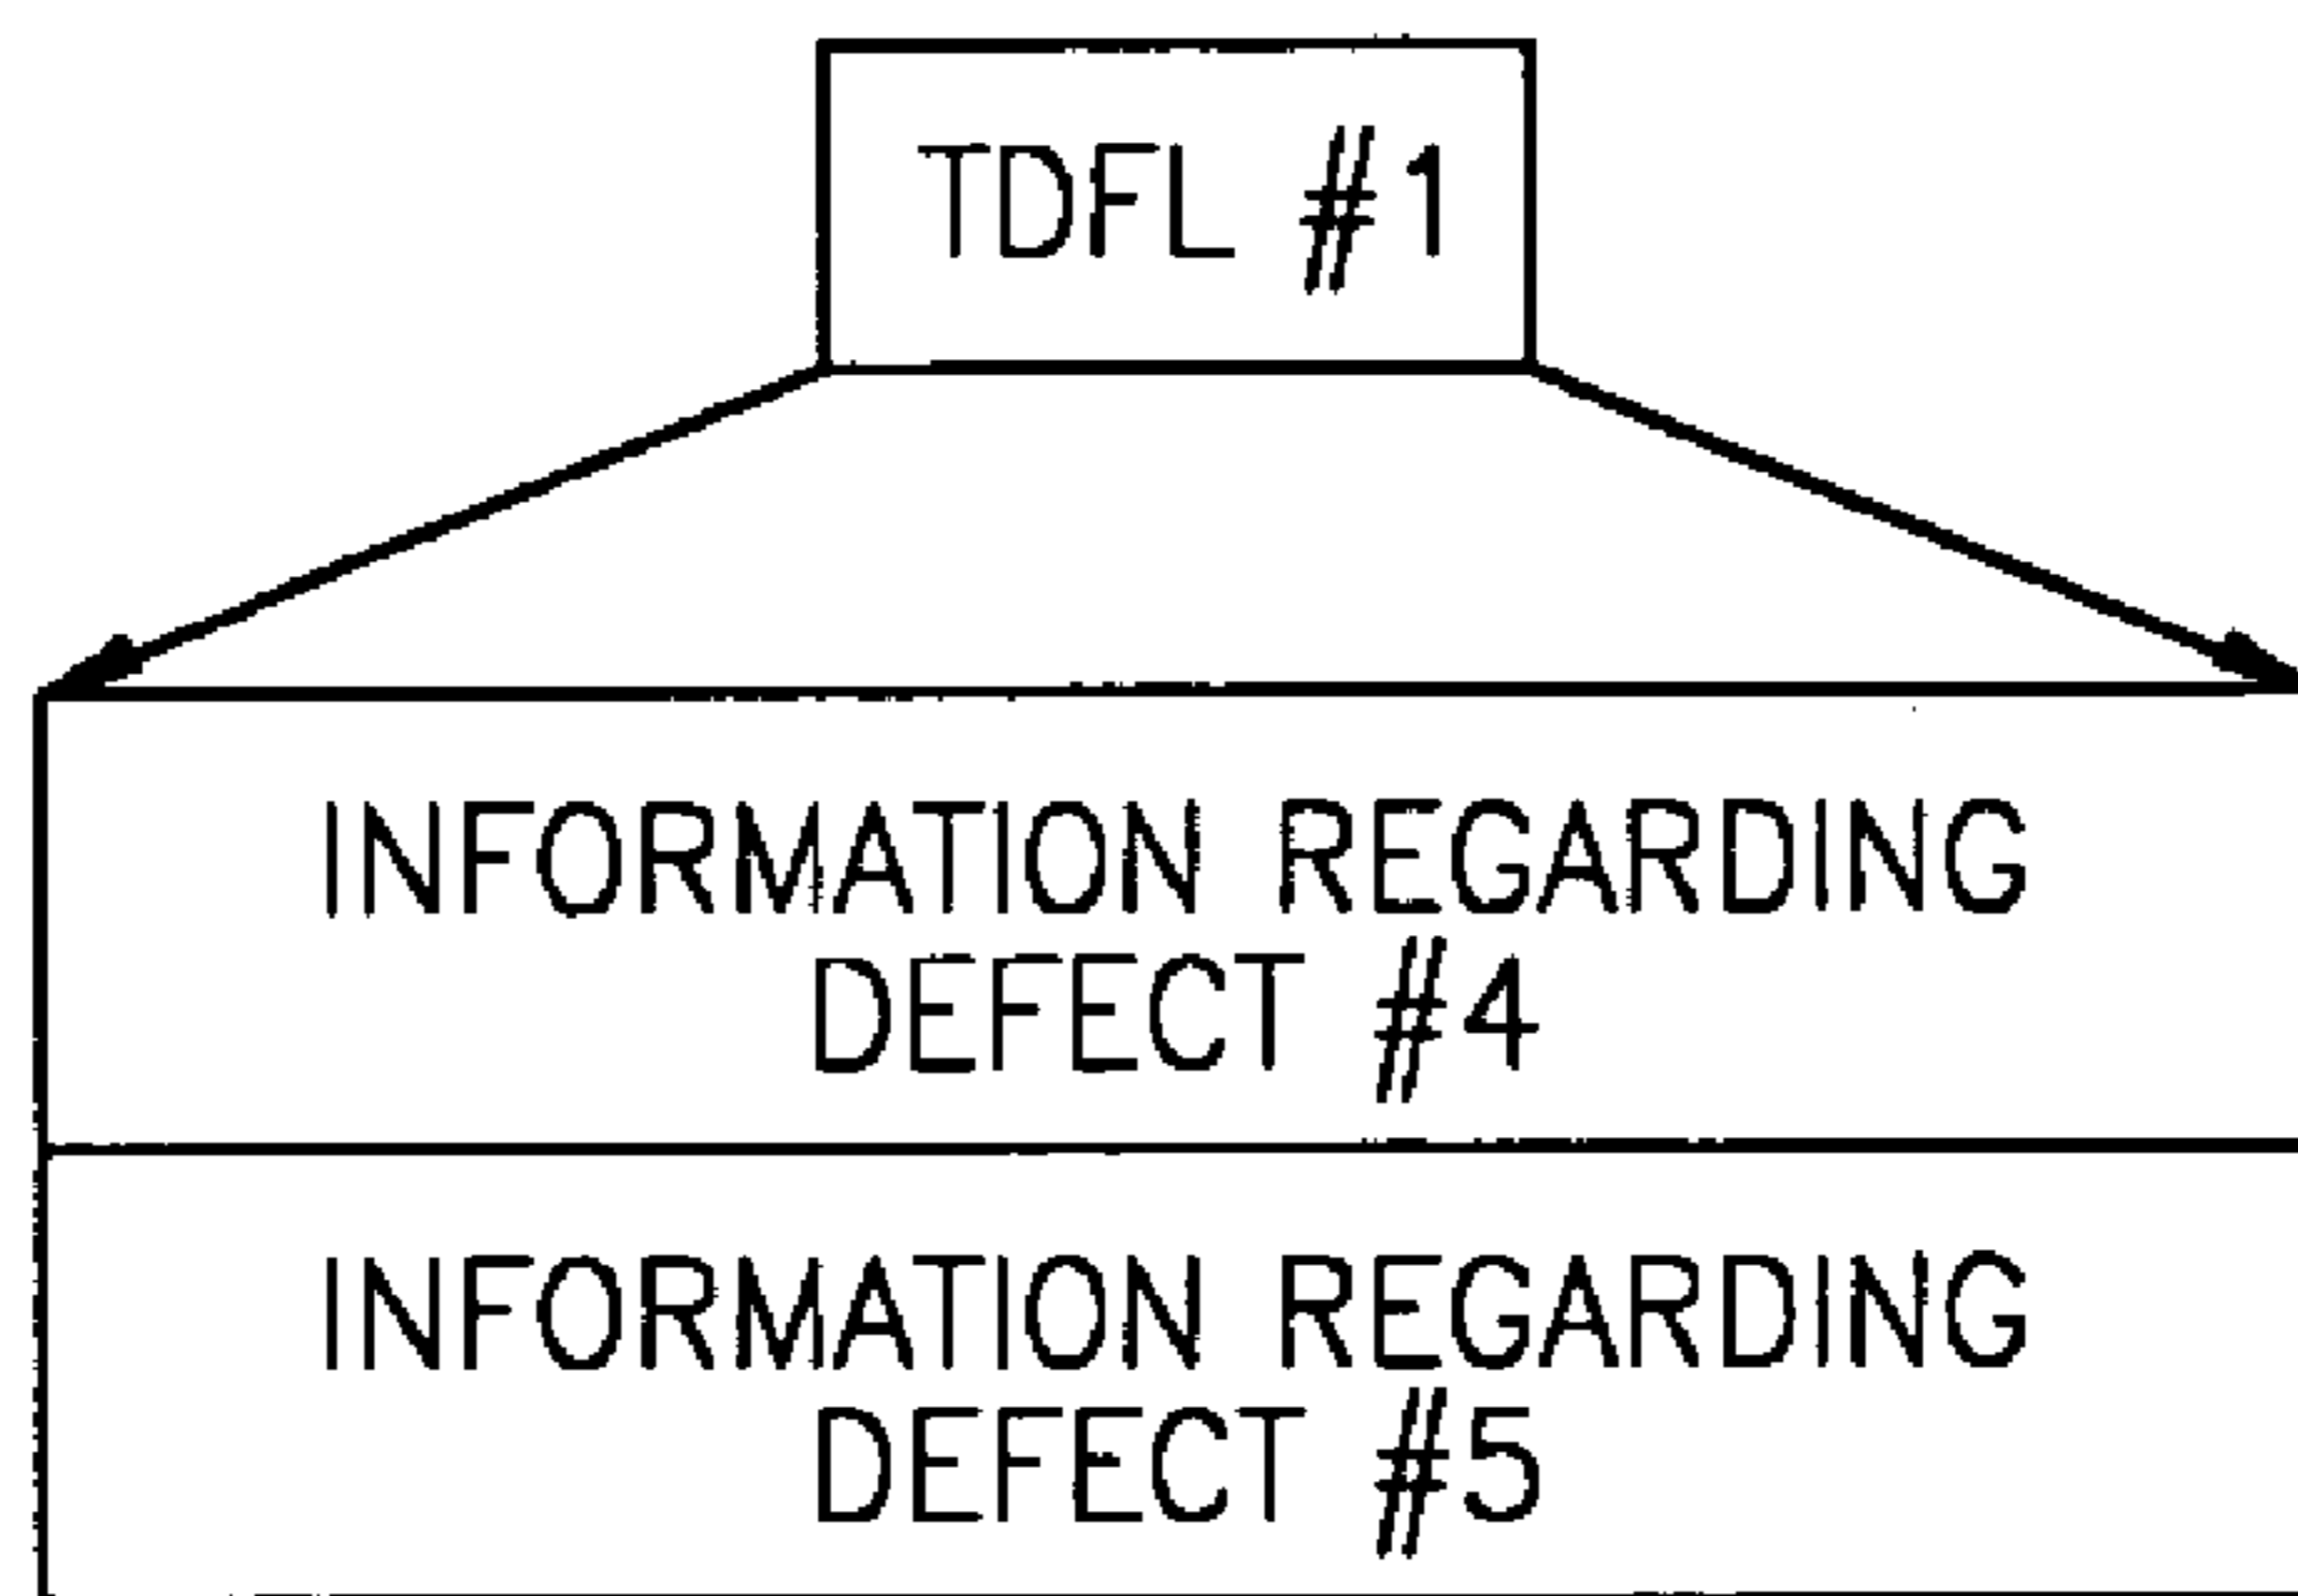 TDFL #1
INFORMATION REGARDING
DEFECT #4
INFORMATION REGARDING
DEFECT #5